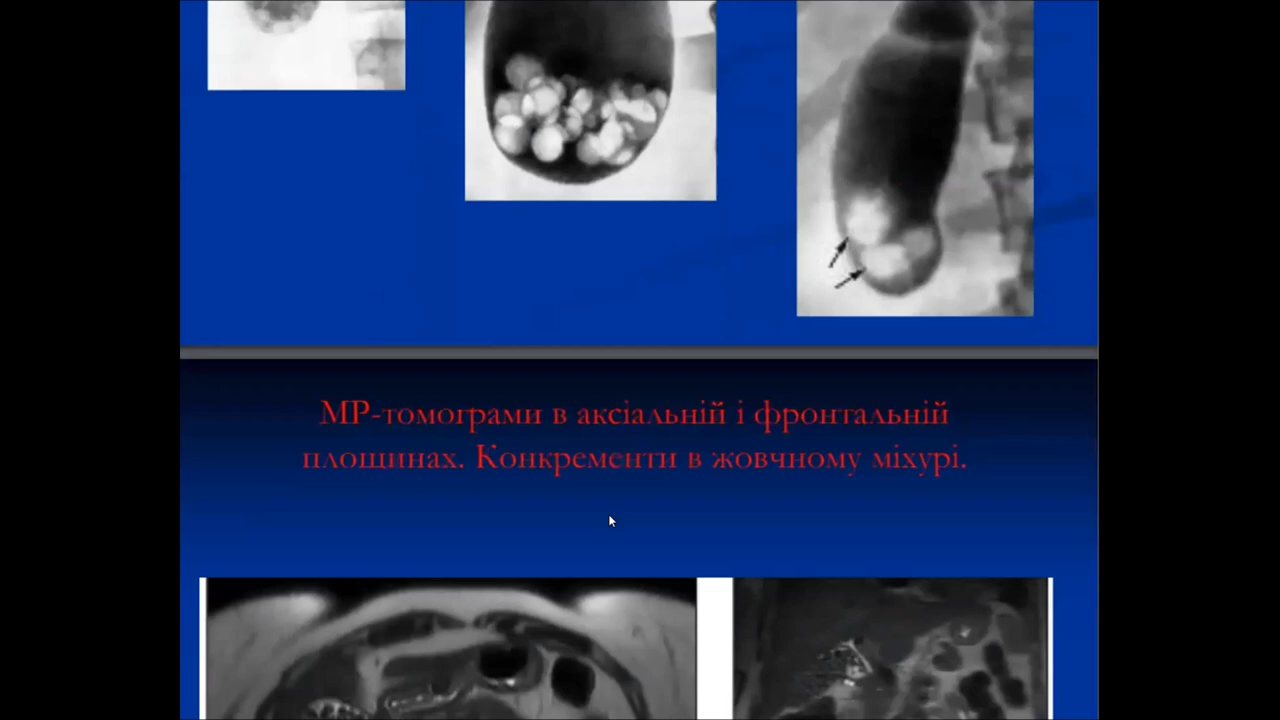 МР-томограми в аксіальній і фронтальній
площинах. Конкременти в жовчному міхурі.